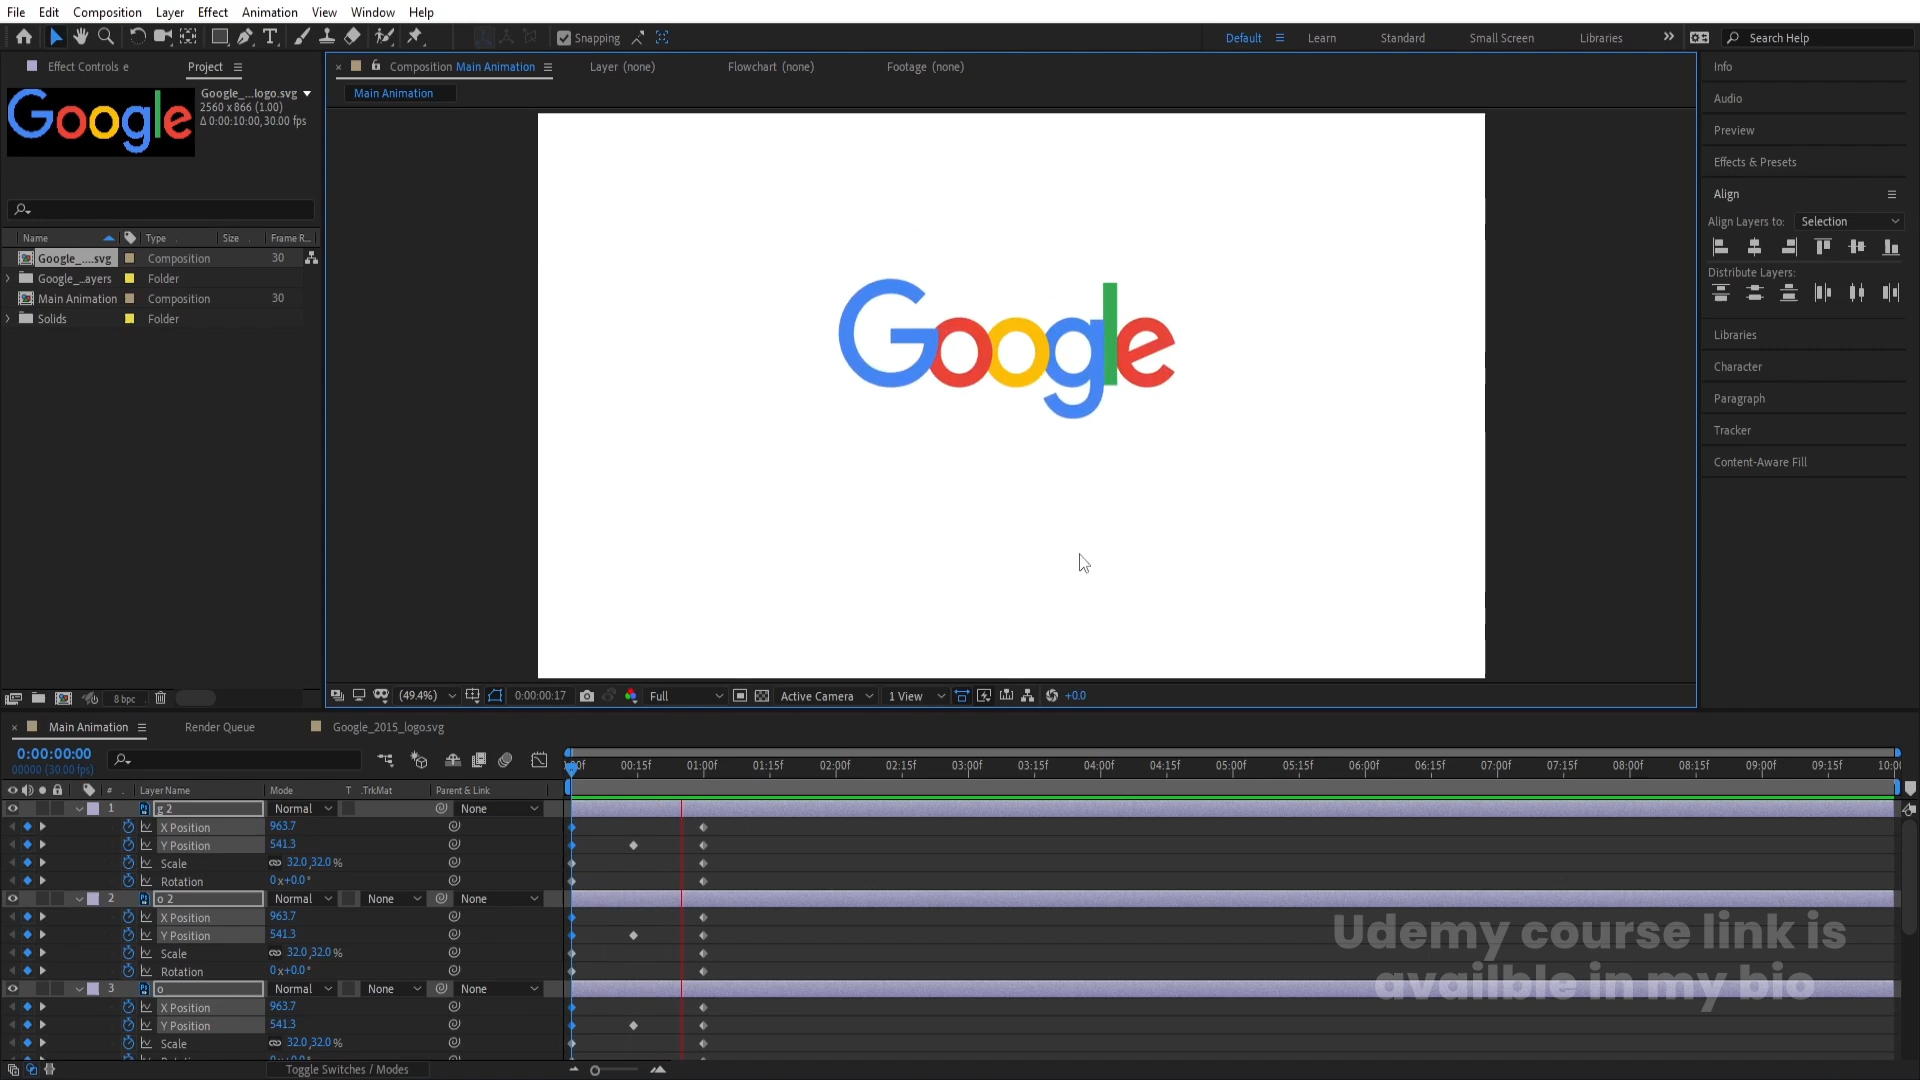 File Edit Composition Layer Effect Animation View Window Help
Snapping
Default Learn Standard Small Screen Libraries Search Help
Effect Controls e Project
Composition Main Animation Layer (none) Flowchart (none) Footage (none)
Main Animation
Google_...logo.svg
2560 x 866 (1.00)
Δ 0:00:10:00, 30.00 fps
Google
Name Type Size Frame R...
Google_....svg Composition 30
Google_...ayers Folder
Main Animation Composition 30
Solids Folder
8 bpc
Google
(49.4%) 0:00:00:17 Full Active Camera 1 View +0.0
Info
Audio
Preview
Effects & Presets
Align
Align Layers to: Selection
Distribute Layers:
Libraries
Character
Paragraph
Tracker
Content-Aware Fill
Main Animation Render Queue Google_2015_logo.svg
0:00:00:00
00000 (30.00 fps)
00:15f 01:00f 01:15f 02:00f 02:15f 03:00f 03:15f 04:00f 04:15f 05:00f 05:15f 06:00f 06:15f 07:00f 07:15f 08:00f 08:15f 09:00f 09:15f
# Layer Name Mode T .TrkMat Parent & Link
1 g 2 Normal None
X Position 963.7
Y Position 541.3
Scale 32.0,32.0 %
Rotation 0x+0.0°
2 o 2 Normal None None
X Position 963.7
Y Position 541.3
Scale 32.0,32.0 %
Rotation 0x+0.0°
3 o Normal None None
X Position 963.7
Y Position 541.3
Scale 32.0,32.0 %
Toggle Switches / Modes
Udemy course link is
availble in my bio